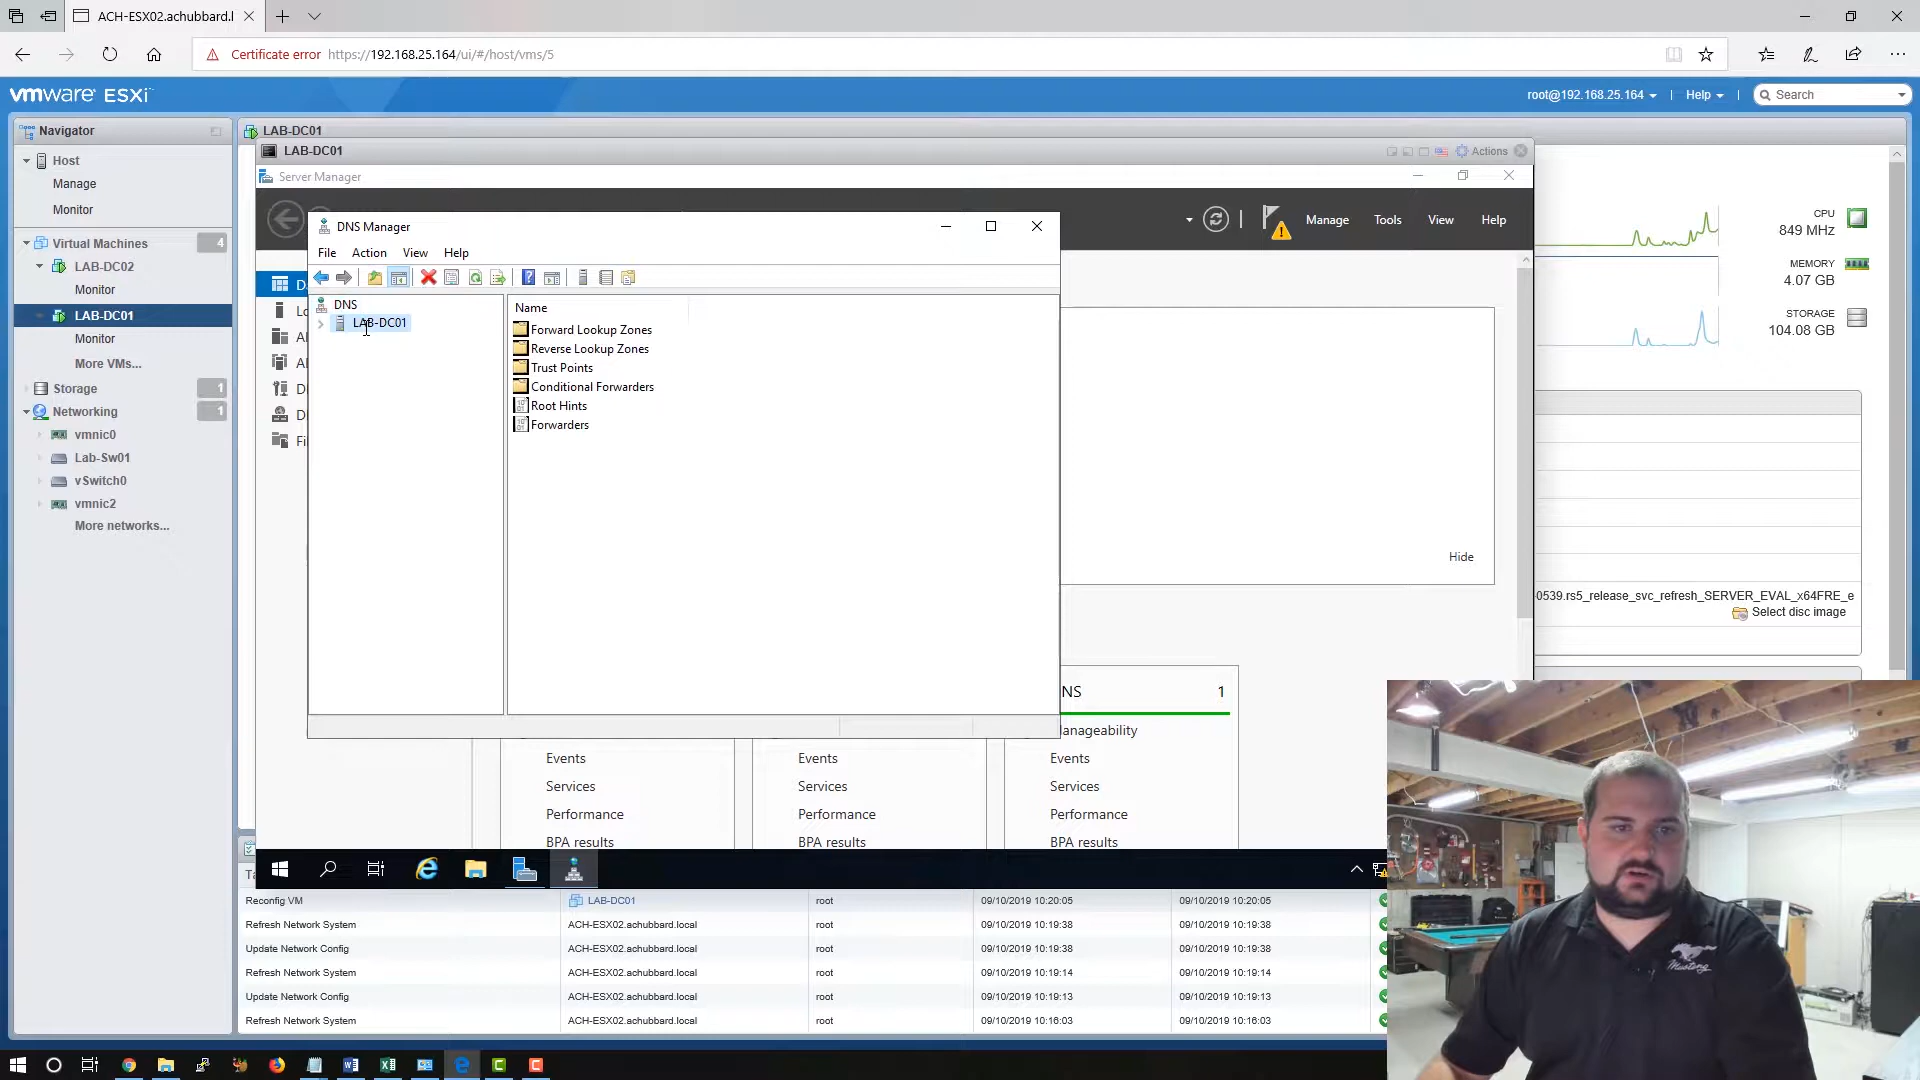 ACH-ESX02.achubbard.l
Certificate error https://192.168.25.164/ui/#/host/vms/5
vmware ESXi
root@192.168.25.164 | Help | Search
Navigator
Host
Manage
Monitor
Virtual Machines 4
LAB-DC02
Monitor
LAB-DC01
Monitor
More VMs...
Storage 1
Networking 1
vmnic0
Lab-Sw01
vSwitch0
vmnic2
More networks...
LAB-DC01
LAB-DC01
Actions
Server Manager
Manage Tools View Help
DNS Manager
File Action View Help
DNS
LAB-DC01
Name
Forward Lookup Zones
Reverse Lookup Zones
Trust Points
Conditional Forwarders
Root Hints
Forwarders
D
Lo
Al
Al
D
D
Fi
Hide
CPU
849 MHz
MEMORY
4.07 GB
STORAGE
104.08 GB
0539.rs5_release_svc_refresh_SERVER_EVAL_x64FRE_e
Select disc image
NS 1
anageability
Events Events Events
Services Services Services
Performance Performance Performance
BPA results BPA results BPA results
Ta
Reconfig VM LAB-DC01 root 09/10/2019 10:20:05 09/10/2019 10:20:05
Refresh Network System ACH-ESX02.achubbard.local root 09/10/2019 10:19:38 09/10/2019 10:19:38
Update Network Config ACH-ESX02.achubbard.local root 09/10/2019 10:19:38 09/10/2019 10:19:38
Refresh Network System ACH-ESX02.achubbard.local root 09/10/2019 10:19:14 09/10/2019 10:19:14
Update Network Config ACH-ESX02.achubbard.local root 09/10/2019 10:19:13 09/10/2019 10:19:13
Refresh Network System ACH-ESX02.achubbard.local root 09/10/2019 10:16:03 09/10/2019 10:16:03
Mustang